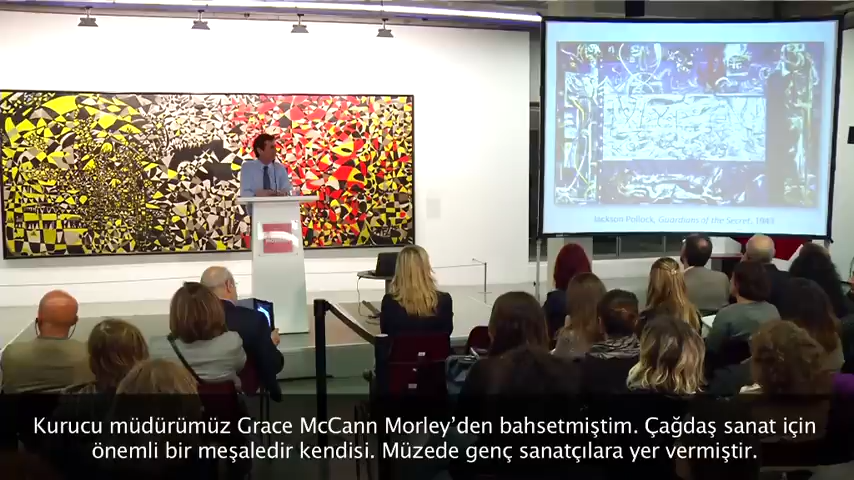 Jackson Pollock, Guardians of the Secret, 1943
Kurucu müdürümüz Grace McCann Morley’den bahsetmiştim. Çağdaş sanat için
önemli bir meşaledir kendisi. Müzede genç sanatçılara yer vermiştir.